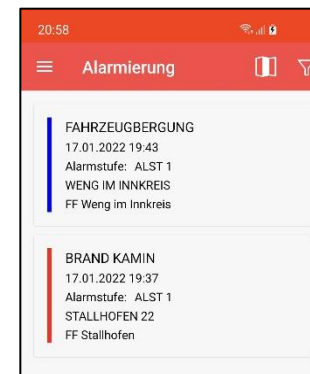 20:58
Alarmierung
FAHRZEUGBERGUNG
17.01.2022 19:43
Alarmstufe: ALST 1
WENG IM INNKREIS
FF Weng im Innkreis
BRAND KAMIN
17.01.2022 19:37
Alarmstufe: ALST 1
STALLHOFEN 22
FF Stallhofen